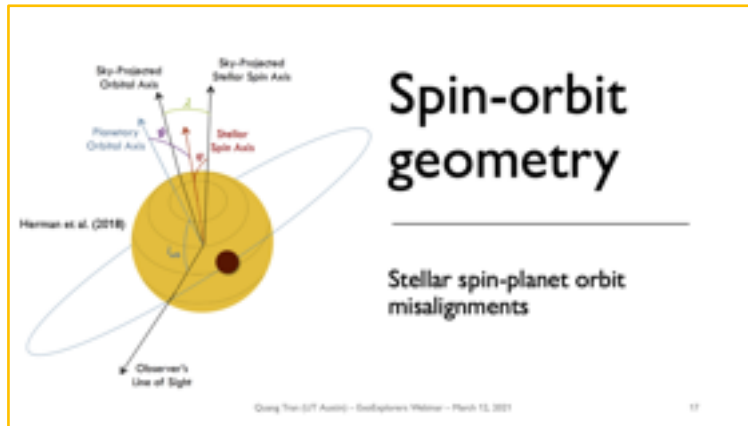 Spin-orbit
geometry
Stellar spin-planet orbit
misalignments
Sky-Projected
Orbital Axis
Sky-Projected
Stellar Spin Axis
Planetary
Orbital Axis
Stellar
Spin Axis
Herman et al. (2018)
Observer's
Line of Sight
Quang Tran (UT Austin) – GeoExplorers Webinar – March 12, 2021
17